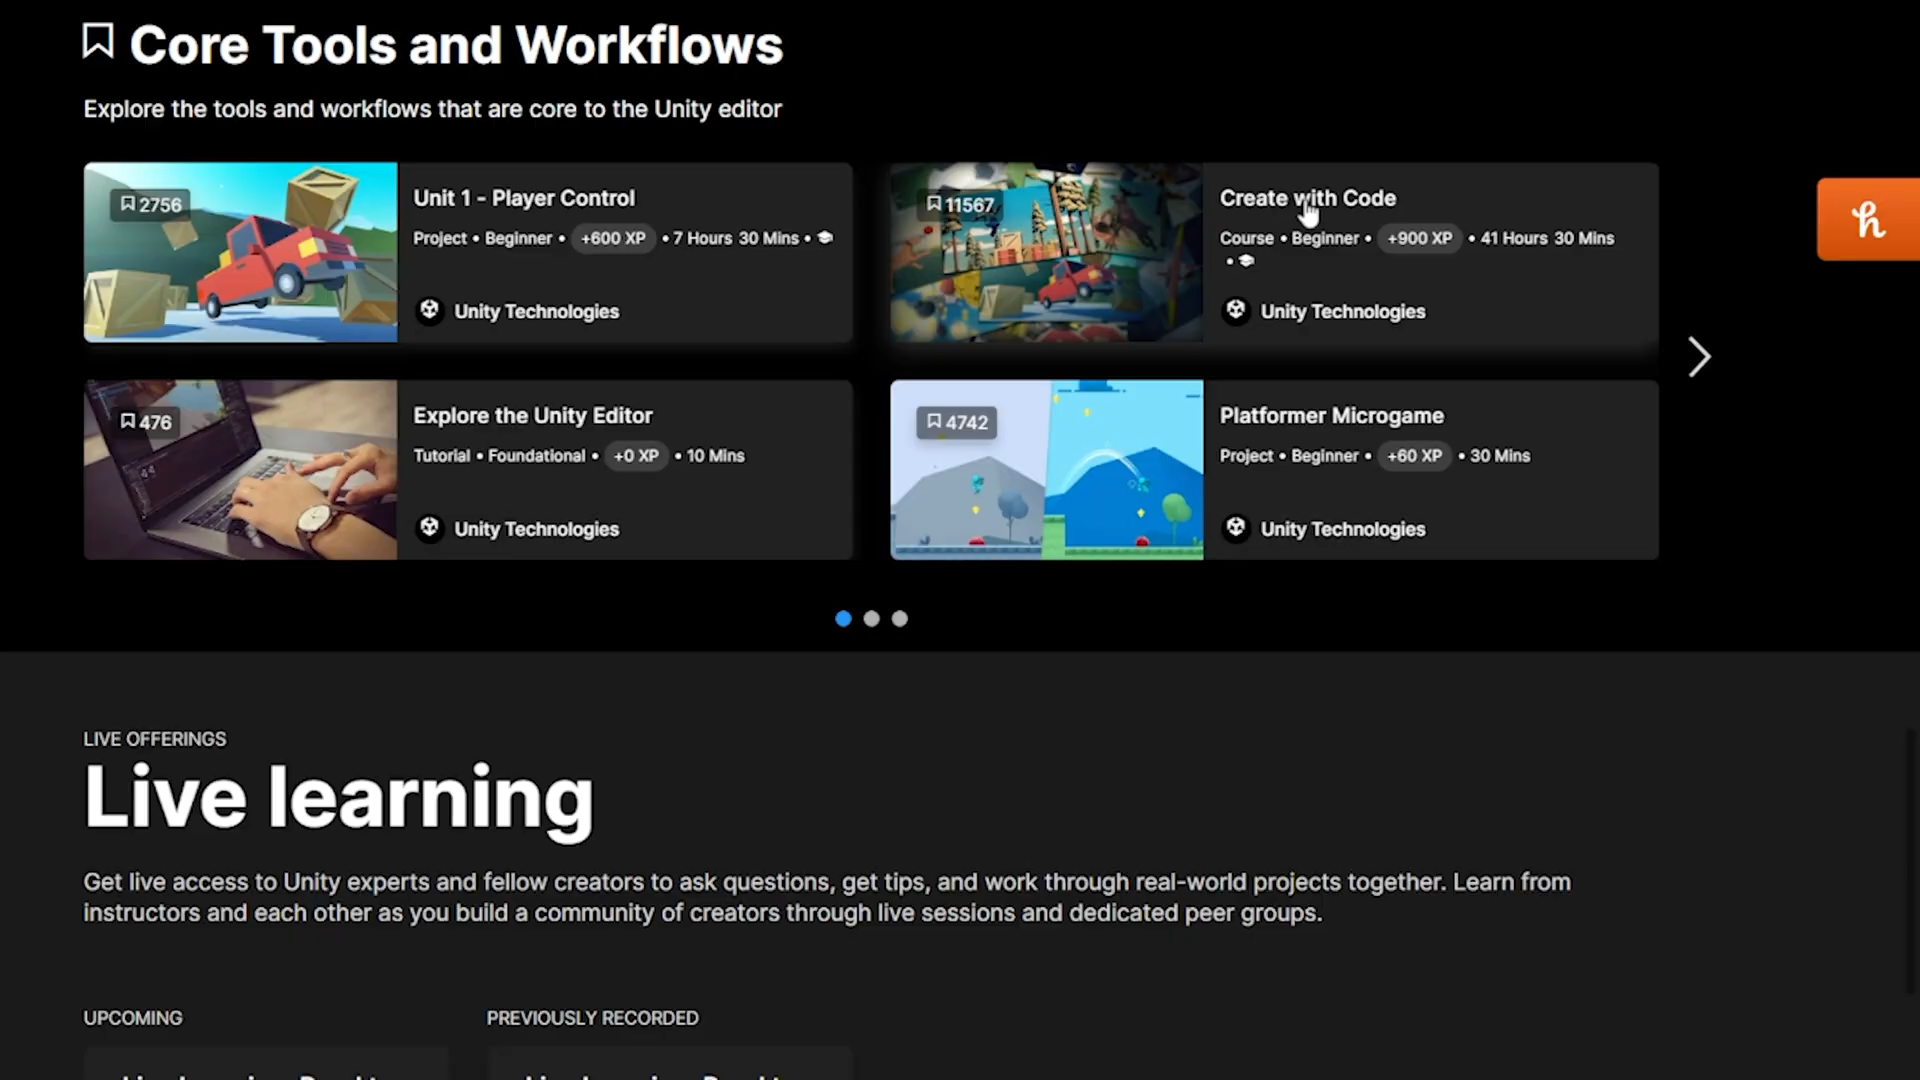 Core Tools and Workflows
Explore the tools and workflows that are core to the Unity editor
2756
Unit 1 - Player Control
Project • Beginner • +600 XP • 7 Hours 30 Mins •
Unity Technologies
11567
Create with Code
Course • Beginner • +900 XP • 41 Hours 30 Mins
•
Unity Technologies
476
Explore the Unity Editor
Tutorial • Foundational • +0 XP • 10 Mins
Unity Technologies
4742
Platformer Microgame
Project • Beginner • +60 XP • 30 Mins
Unity Technologies
h
LIVE OFFERINGS
Live learning
Get live access to Unity experts and fellow creators to ask questions, get tips, and work through real-world projects together. Learn from
instructors and each other as you build a community of creators through live sessions and dedicated peer groups.
UPCOMING
PREVIOUSLY RECORDED